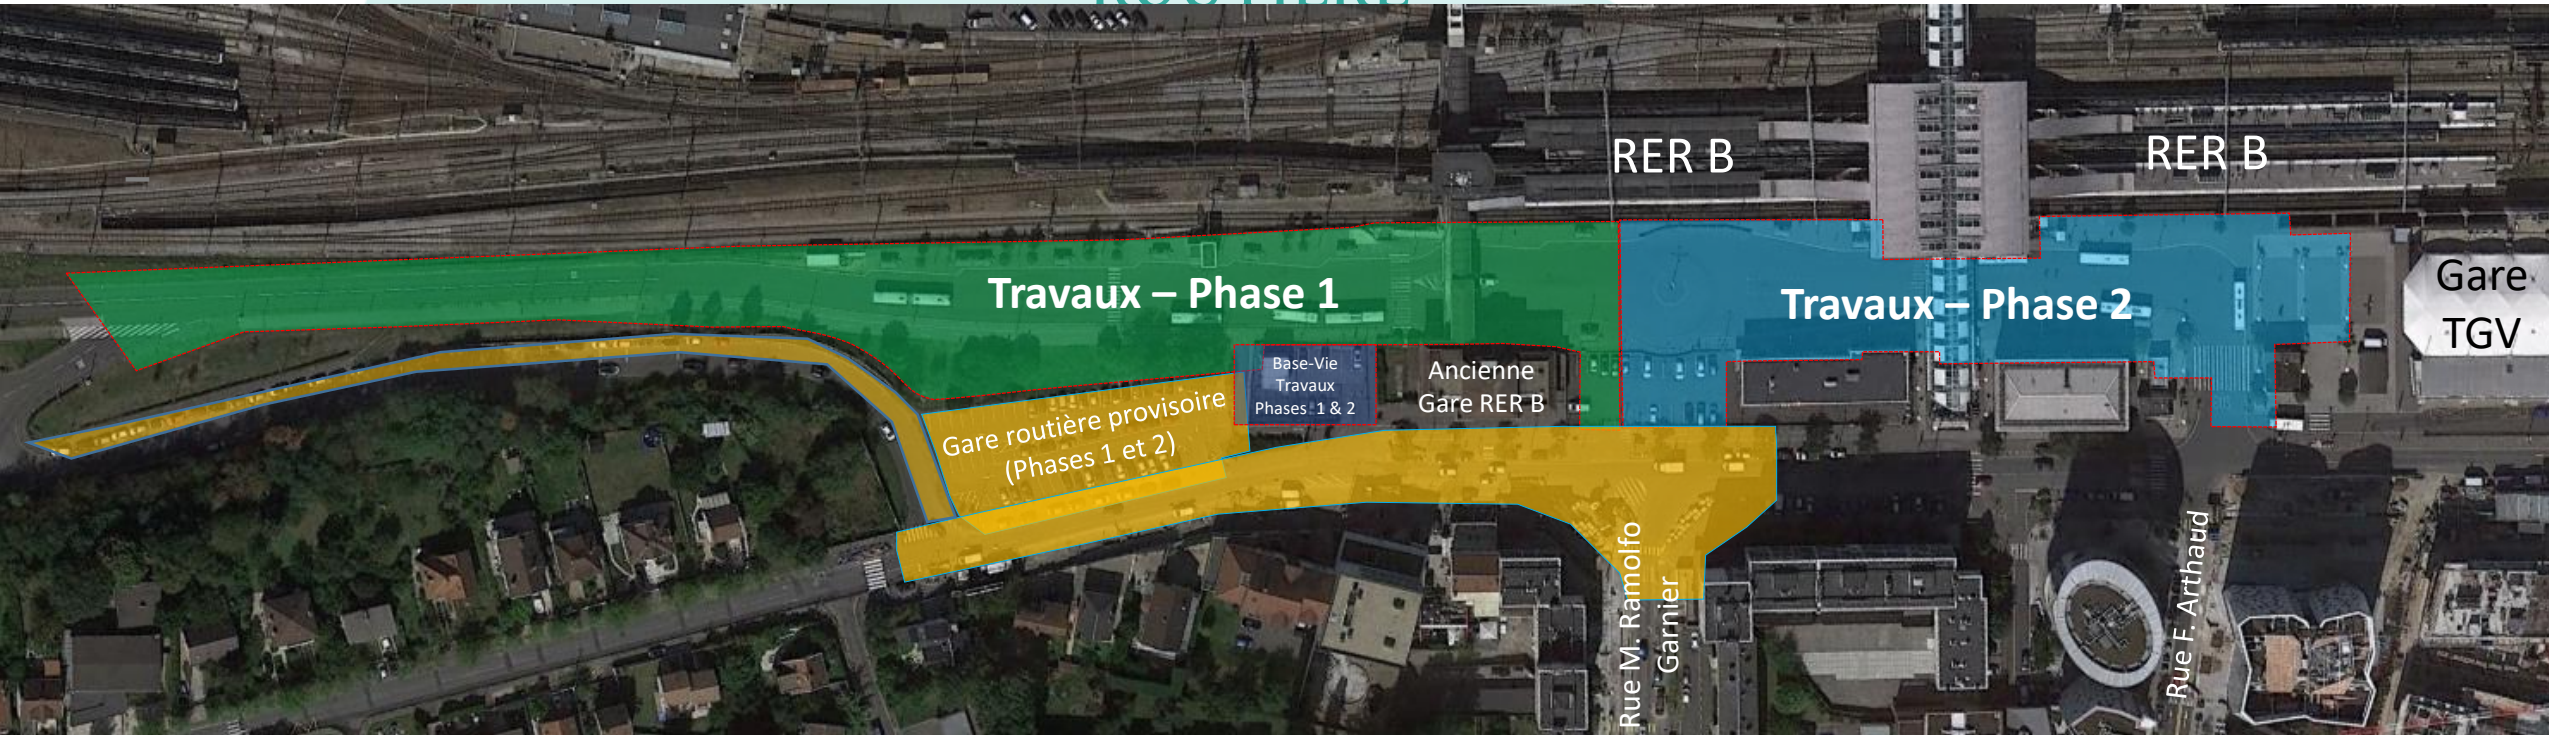 RER B
RER B
Travaux – Phase 1
Travaux – Phase 2
Gare
TGV
Base-Vie
Travaux
Phases 1 & 2
Ancienne
Gare RER B
Gare routière provisoire
(Phases 1 et 2)
Rue M. Ramolfo
Garnier
Rue F. Arthaud